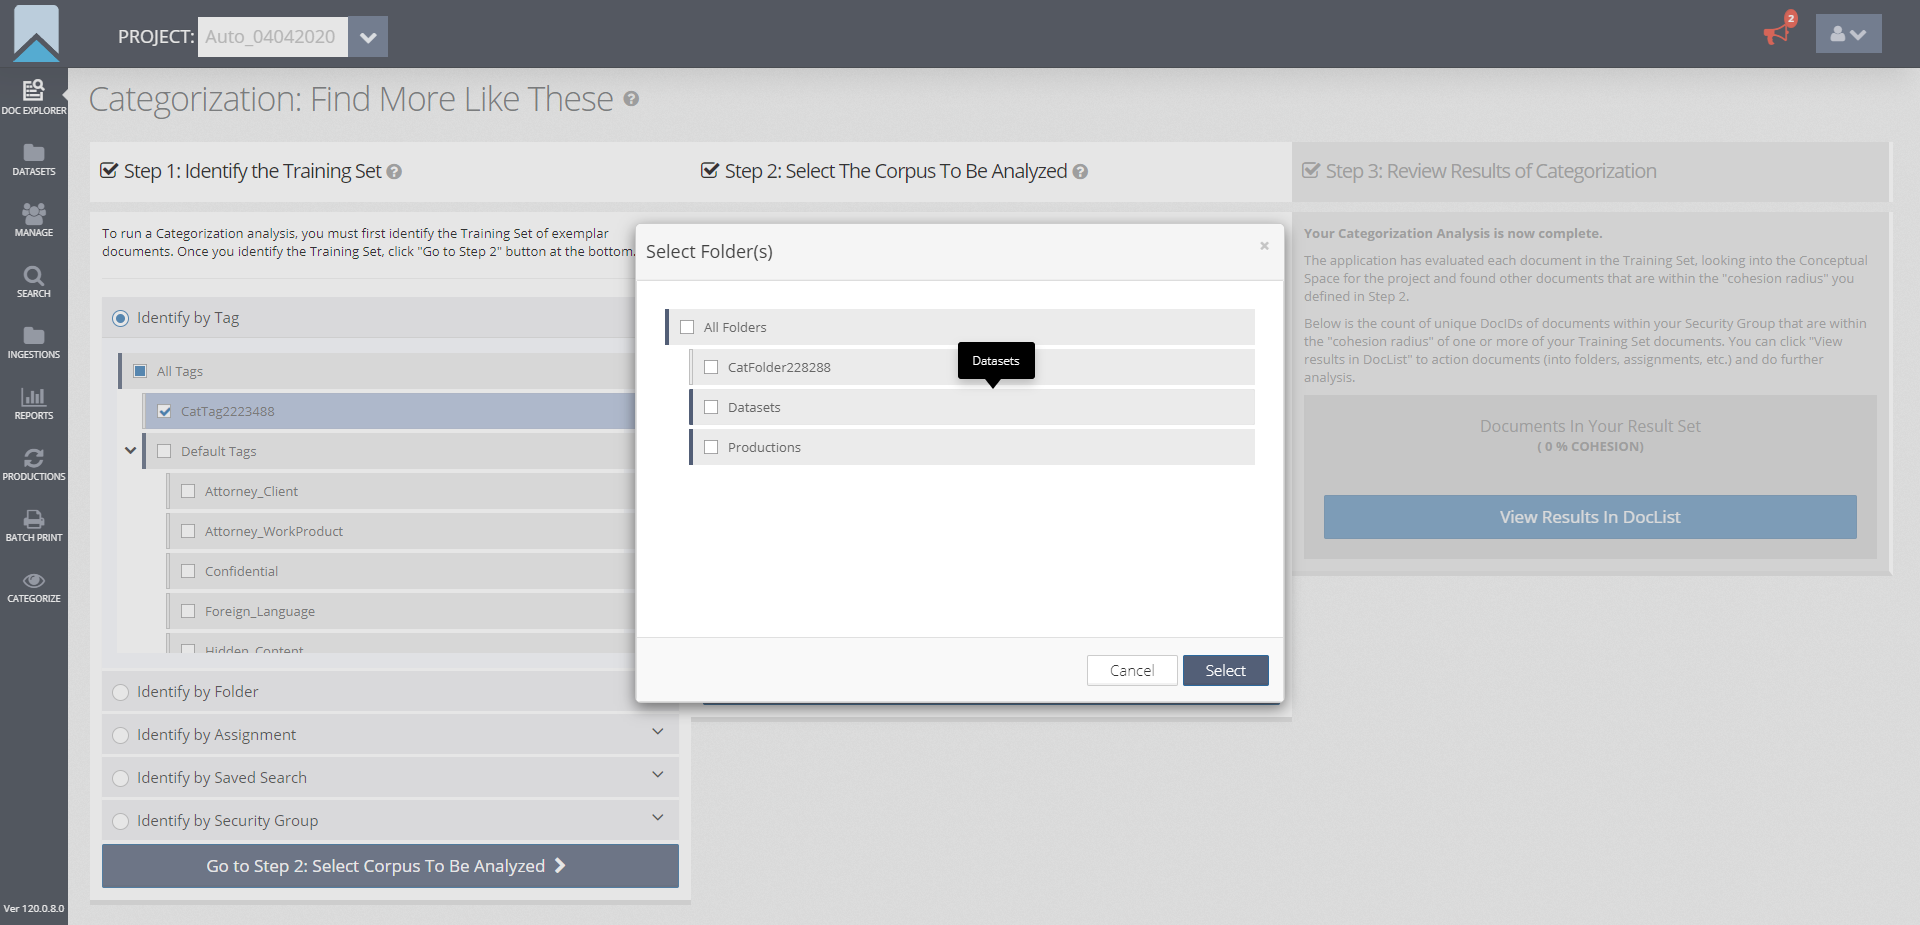 PROJECT: Auto_04042020
2
DOC EXPLORER
DATASETS
MANAGE
SEARCH
INGESTIONS
REPORTS
PRODUCTIONS
BATCH PRINT
CATEGORIZE
Ver 120.0.8.0
Categorization: Find More Like These
Step 1: Identify the Training Set
To run a Categorization analysis, you must first identify the Training Set of exemplar
documents. Once you identify the Training Set, click "Go to Step 2" button at the bottom.
Identify by Tag
All Tags
CatTag2223488
Default Tags
Attorney_Client
Attorney_WorkProduct
Confidential
Foreign_Language
Hidden_Content
Identify by Folder
Identify by Assignment
Identify by Saved Search
Identify by Security Group
Go to Step 2: Select Corpus To Be Analyzed
Step 2: Select The Corpus To Be Analyzed
Select Folder(s)
×
All Folders
CatFolder228288
Datasets
Datasets
Productions
Cancel
Select
Step 3: Review Results of Categorization
Your Categorization Analysis is now complete.
The application has evaluated each document in the Training Set, looking into the Conceptual
Space for the project and found other documents that are within the "cohesion radius" you
defined in Step 2.
Below is the count of unique DocIDs of documents within your Security Group that are within
the "cohesion radius" of one or more of your Training Set documents. You can click "View
results in DocList" to action documents (into folders, assignments, etc.) and do further
analysis.
Documents In Your Result Set
( 0 % COHESION)
View Results In DocList